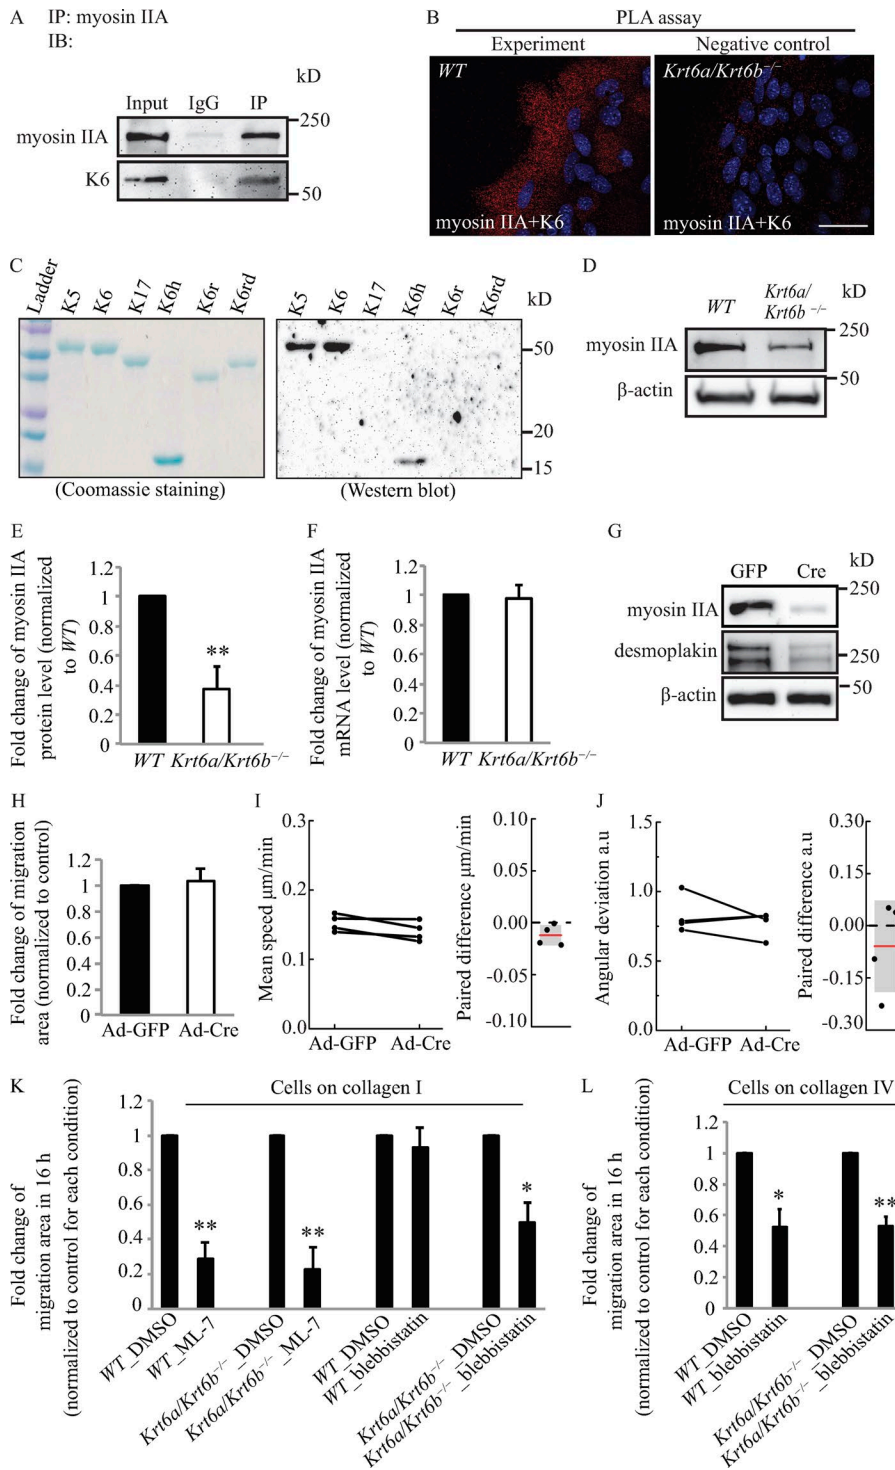 A
IP: myosin IIA
IB:
kD
Input IgG IP
myosin IIA
250
K6
50
B
PLA assay
Experiment
Negative control
WT
Krt6a/Krt6b⁻/⁻
myosin IIA+K6
myosin IIA+K6
C
Ladder K5 K6 K17 K6h K6r K6rd
K5 K6 K17 K6h K6r K6rd
kD
50
20
15
(Coomassie staining)
(Western blot)
D
WT
Krt6a/
Krt6b ⁻/⁻
kD
250
myosin IIA
50
β-actin
E
Fold change of myosin IIA
protein level (normalized
to WT)
1.2
1
0.8
0.6
0.4
0.2
0
**
WT Krt6a/Krt6b⁻/⁻
F
Fold change of myosin IIA
mRNA level (normalized
to WT)
1.2
1
0.8
0.6
0.4
0.2
0
WT Krt6a/Krt6b⁻/⁻
G
GFP Cre
kD
250
myosin IIA
desmoplakin
250
50
β-actin
H
Fold change of migration
area (normalized to control)
1.2
1
0.8
0.6
0.4
0.2
0
Ad-GFP Ad-Cre
I
Mean speed μm/min
0.3
0.2
0.1
0.0
Ad-GFP Ad-Cre
Paired difference μm/min
0.10
0.05
0.00
-0.05
-0.10
J
Angular deviation a.u
1.5
1.0
0.5
0
Ad-GFP Ad-Cre
Paired difference a.u
0.30
0.15
0.00
-0.15
-0.30
K
Cells on collagen I
Fold change of
migration area in 16 h
(normalized to control for each condition)
1.2
1
0.8
0.6
0.4
0.2
0
**
**
*
WT_DMSO
WT_ML-7
Krt6a/Krt6b⁻/⁻_DMSO
Krt6a/Krt6b⁻/⁻_ML-7
WT_DMSO
WT_blebbistatin
Krt6a/Krt6b⁻/⁻_DMSO
Krt6a/Krt6b⁻/⁻_blebbistatin
L
Cells on collagen IV
Fold change of
migration area in 16 h
(normalized to control for each condition)
1.2
1
0.8
0.6
0.4
0.2
0
*
**
WT_DMSO
WT_blebbistatin
Krt6a/Krt6b⁻/⁻_DMSO
Krt6a/Krt6b⁻/⁻_blebbistatin